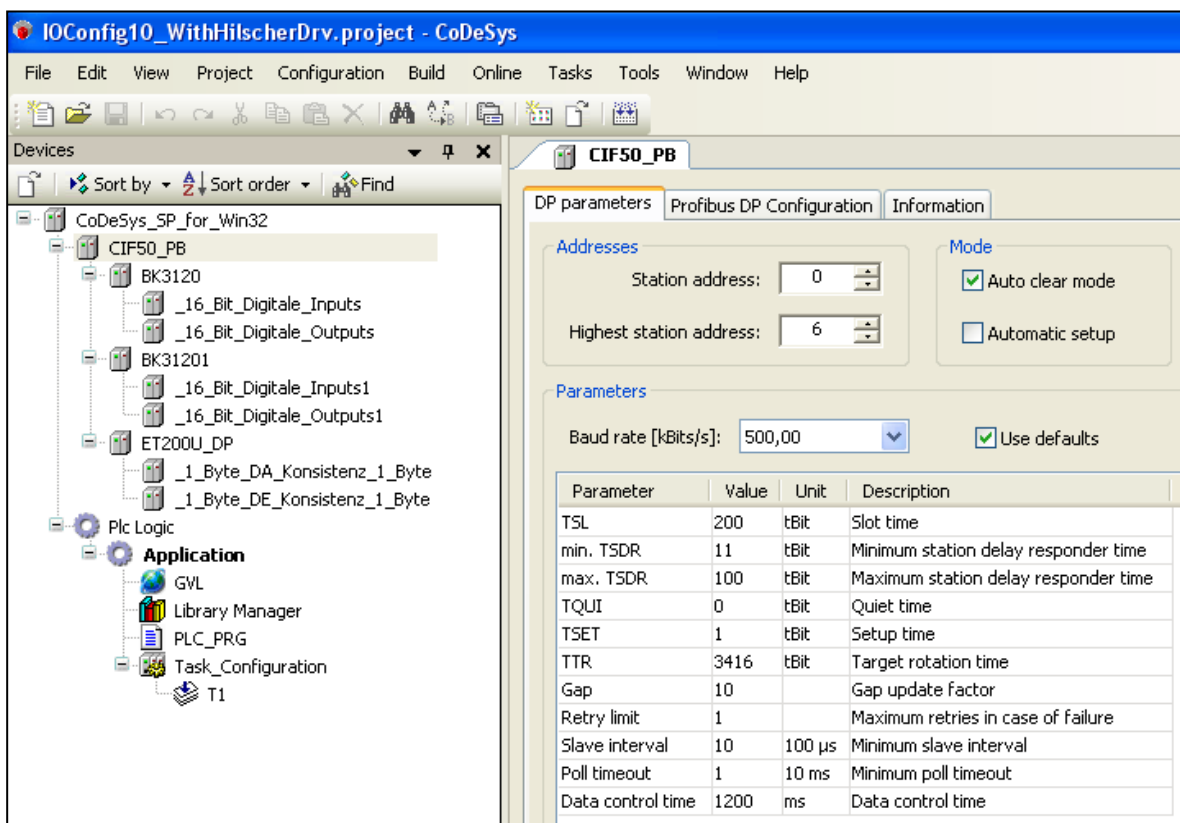 IOConfig10_WithHilscherDrv.project - CoDeSys
File Edit View Project Configuration Build Online Tasks Tools Window Help
Devices
Sort by Sort order Find
CoDeSys_SP_for_Win32
CIF50_PB
BK3120
_16_Bit_Digitale_Inputs
_16_Bit_Digitale_Outputs
BK31201
_16_Bit_Digitale_Inputs1
_16_Bit_Digitale_Outputs1
ET200U_DP
_1_Byte_DA_Konsistenz_1_Byte
_1_Byte_DE_Konsistenz_1_Byte
Plc Logic
Application
GVL
Library Manager
PLC_PRG
Task_Configuration
T1
CIF50_PB
DP parameters Profibus DP Configuration Information
Addresses
Station address: 0
Highest station address: 6
Mode
Auto clear mode
Automatic setup
Parameters
Baud rate [kBits/s]: 500,00 Use defaults
Parameter Value Unit Description
TSL 200 tBit Slot time
min. TSDR 11 tBit Minimum station delay responder time
max. TSDR 100 tBit Maximum station delay responder time
TQUI 0 tBit Quiet time
TSET 1 tBit Setup time
TTR 3416 tBit Target rotation time
Gap 10 Gap update factor
Retry limit 1 Maximum retries in case of failure
Slave interval 10 100 µs Minimum slave interval
Poll timeout 1 10 ms Minimum poll timeout
Data control time 1200 ms Data control time